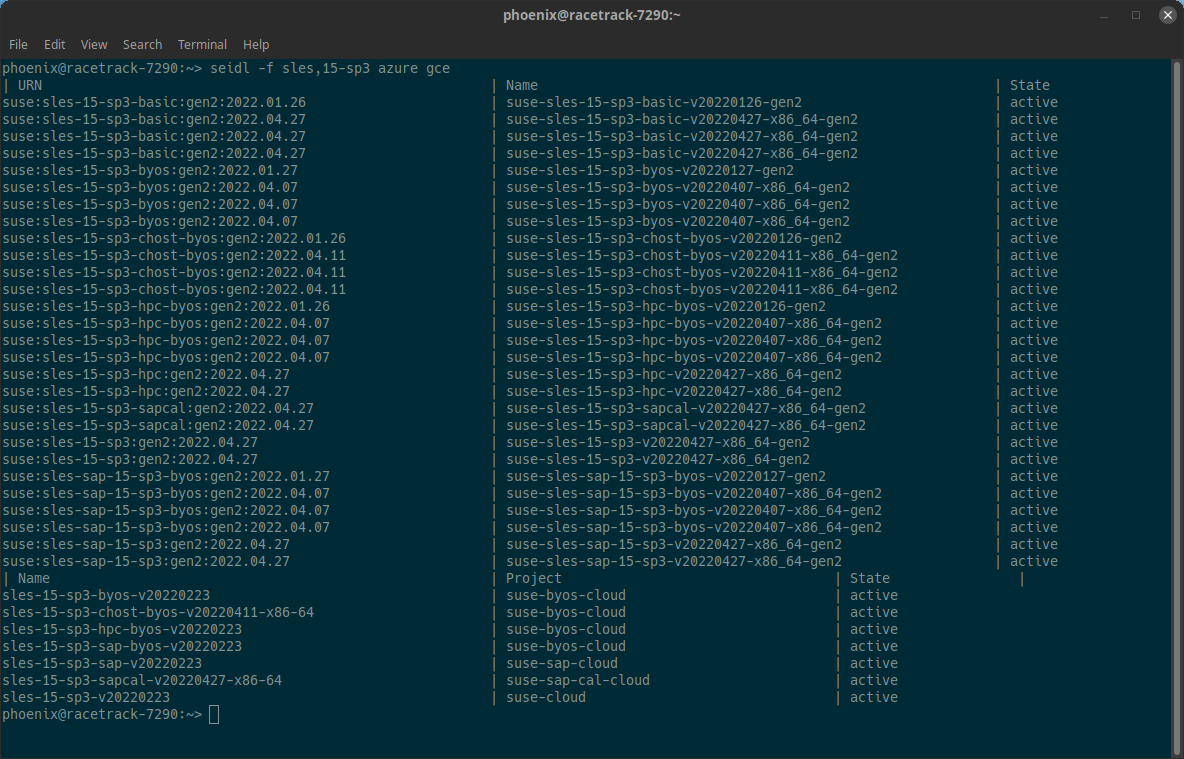 phoenix@racetrack-7290:~
File Edit View Search Terminal Help
phoenix@racetrack-7290:~> seidl -f sles,15-sp3 azure gce
| URN | Name | State
suse:sles-15-sp3-basic:gen2:2022.01.26 | suse-sles-15-sp3-basic-v20220126-gen2 | active
suse:sles-15-sp3-basic:gen2:2022.04.27 | suse-sles-15-sp3-basic-v20220427-x86_64-gen2 | active
suse:sles-15-sp3-basic:gen2:2022.04.27 | suse-sles-15-sp3-basic-v20220427-x86_64-gen2 | active
suse:sles-15-sp3-basic:gen2:2022.04.27 | suse-sles-15-sp3-basic-v20220427-x86_64-gen2 | active
suse:sles-15-sp3-byos:gen2:2022.01.27 | suse-sles-15-sp3-byos-v20220127-gen2 | active
suse:sles-15-sp3-byos:gen2:2022.04.07 | suse-sles-15-sp3-byos-v20220407-x86_64-gen2 | active
suse:sles-15-sp3-byos:gen2:2022.04.07 | suse-sles-15-sp3-byos-v20220407-x86_64-gen2 | active
suse:sles-15-sp3-byos:gen2:2022.04.07 | suse-sles-15-sp3-byos-v20220407-x86_64-gen2 | active
suse:sles-15-sp3-chost-byos:gen2:2022.01.26 | suse-sles-15-sp3-chost-byos-v20220126-gen2 | active
suse:sles-15-sp3-chost-byos:gen2:2022.04.11 | suse-sles-15-sp3-chost-byos-v20220411-x86_64-gen2 | active
suse:sles-15-sp3-chost-byos:gen2:2022.04.11 | suse-sles-15-sp3-chost-byos-v20220411-x86_64-gen2 | active
suse:sles-15-sp3-chost-byos:gen2:2022.04.11 | suse-sles-15-sp3-chost-byos-v20220411-x86_64-gen2 | active
suse:sles-15-sp3-hpc-byos:gen2:2022.01.26 | suse-sles-15-sp3-hpc-byos-v20220126-gen2 | active
suse:sles-15-sp3-hpc-byos:gen2:2022.04.07 | suse-sles-15-sp3-hpc-byos-v20220407-x86_64-gen2 | active
suse:sles-15-sp3-hpc-byos:gen2:2022.04.07 | suse-sles-15-sp3-hpc-byos-v20220407-x86_64-gen2 | active
suse:sles-15-sp3-hpc-byos:gen2:2022.04.07 | suse-sles-15-sp3-hpc-byos-v20220407-x86_64-gen2 | active
suse:sles-15-sp3-hpc:gen2:2022.04.27 | suse-sles-15-sp3-hpc-v20220427-x86_64-gen2 | active
suse:sles-15-sp3-hpc:gen2:2022.04.27 | suse-sles-15-sp3-hpc-v20220427-x86_64-gen2 | active
suse:sles-15-sp3-sapcal:gen2:2022.04.27 | suse-sles-15-sp3-sapcal-v20220427-x86_64-gen2 | active
suse:sles-15-sp3-sapcal:gen2:2022.04.27 | suse-sles-15-sp3-sapcal-v20220427-x86_64-gen2 | active
suse:sles-15-sp3:gen2:2022.04.27 | suse-sles-15-sp3-v20220427-x86_64-gen2 | active
suse:sles-15-sp3:gen2:2022.04.27 | suse-sles-15-sp3-v20220427-x86_64-gen2 | active
suse:sles-sap-15-sp3-byos:gen2:2022.01.27 | suse-sles-sap-15-sp3-byos-v20220127-gen2 | active
suse:sles-sap-15-sp3-byos:gen2:2022.04.07 | suse-sles-sap-15-sp3-byos-v20220407-x86_64-gen2 | active
suse:sles-sap-15-sp3-byos:gen2:2022.04.07 | suse-sles-sap-15-sp3-byos-v20220407-x86_64-gen2 | active
suse:sles-sap-15-sp3-byos:gen2:2022.04.07 | suse-sles-sap-15-sp3-byos-v20220407-x86_64-gen2 | active
suse:sles-sap-15-sp3:gen2:2022.04.27 | suse-sles-sap-15-sp3-v20220427-x86_64-gen2 | active
suse:sles-sap-15-sp3:gen2:2022.04.27 | suse-sles-sap-15-sp3-v20220427-x86_64-gen2 | active
| Name | Project | State |
sles-15-sp3-byos-v20220223 | suse-byos-cloud | active
sles-15-sp3-chost-byos-v20220411-x86-64 | suse-byos-cloud | active
sles-15-sp3-hpc-byos-v20220223 | suse-byos-cloud | active
sles-15-sp3-sap-byos-v20220223 | suse-byos-cloud | active
sles-15-sp3-sap-v20220223 | suse-sap-cloud | active
sles-15-sp3-sapcal-v20220427-x86-64 | suse-sap-cal-cloud | active
sles-15-sp3-v20220223 | suse-cloud | active
phoenix@racetrack-7290:~>